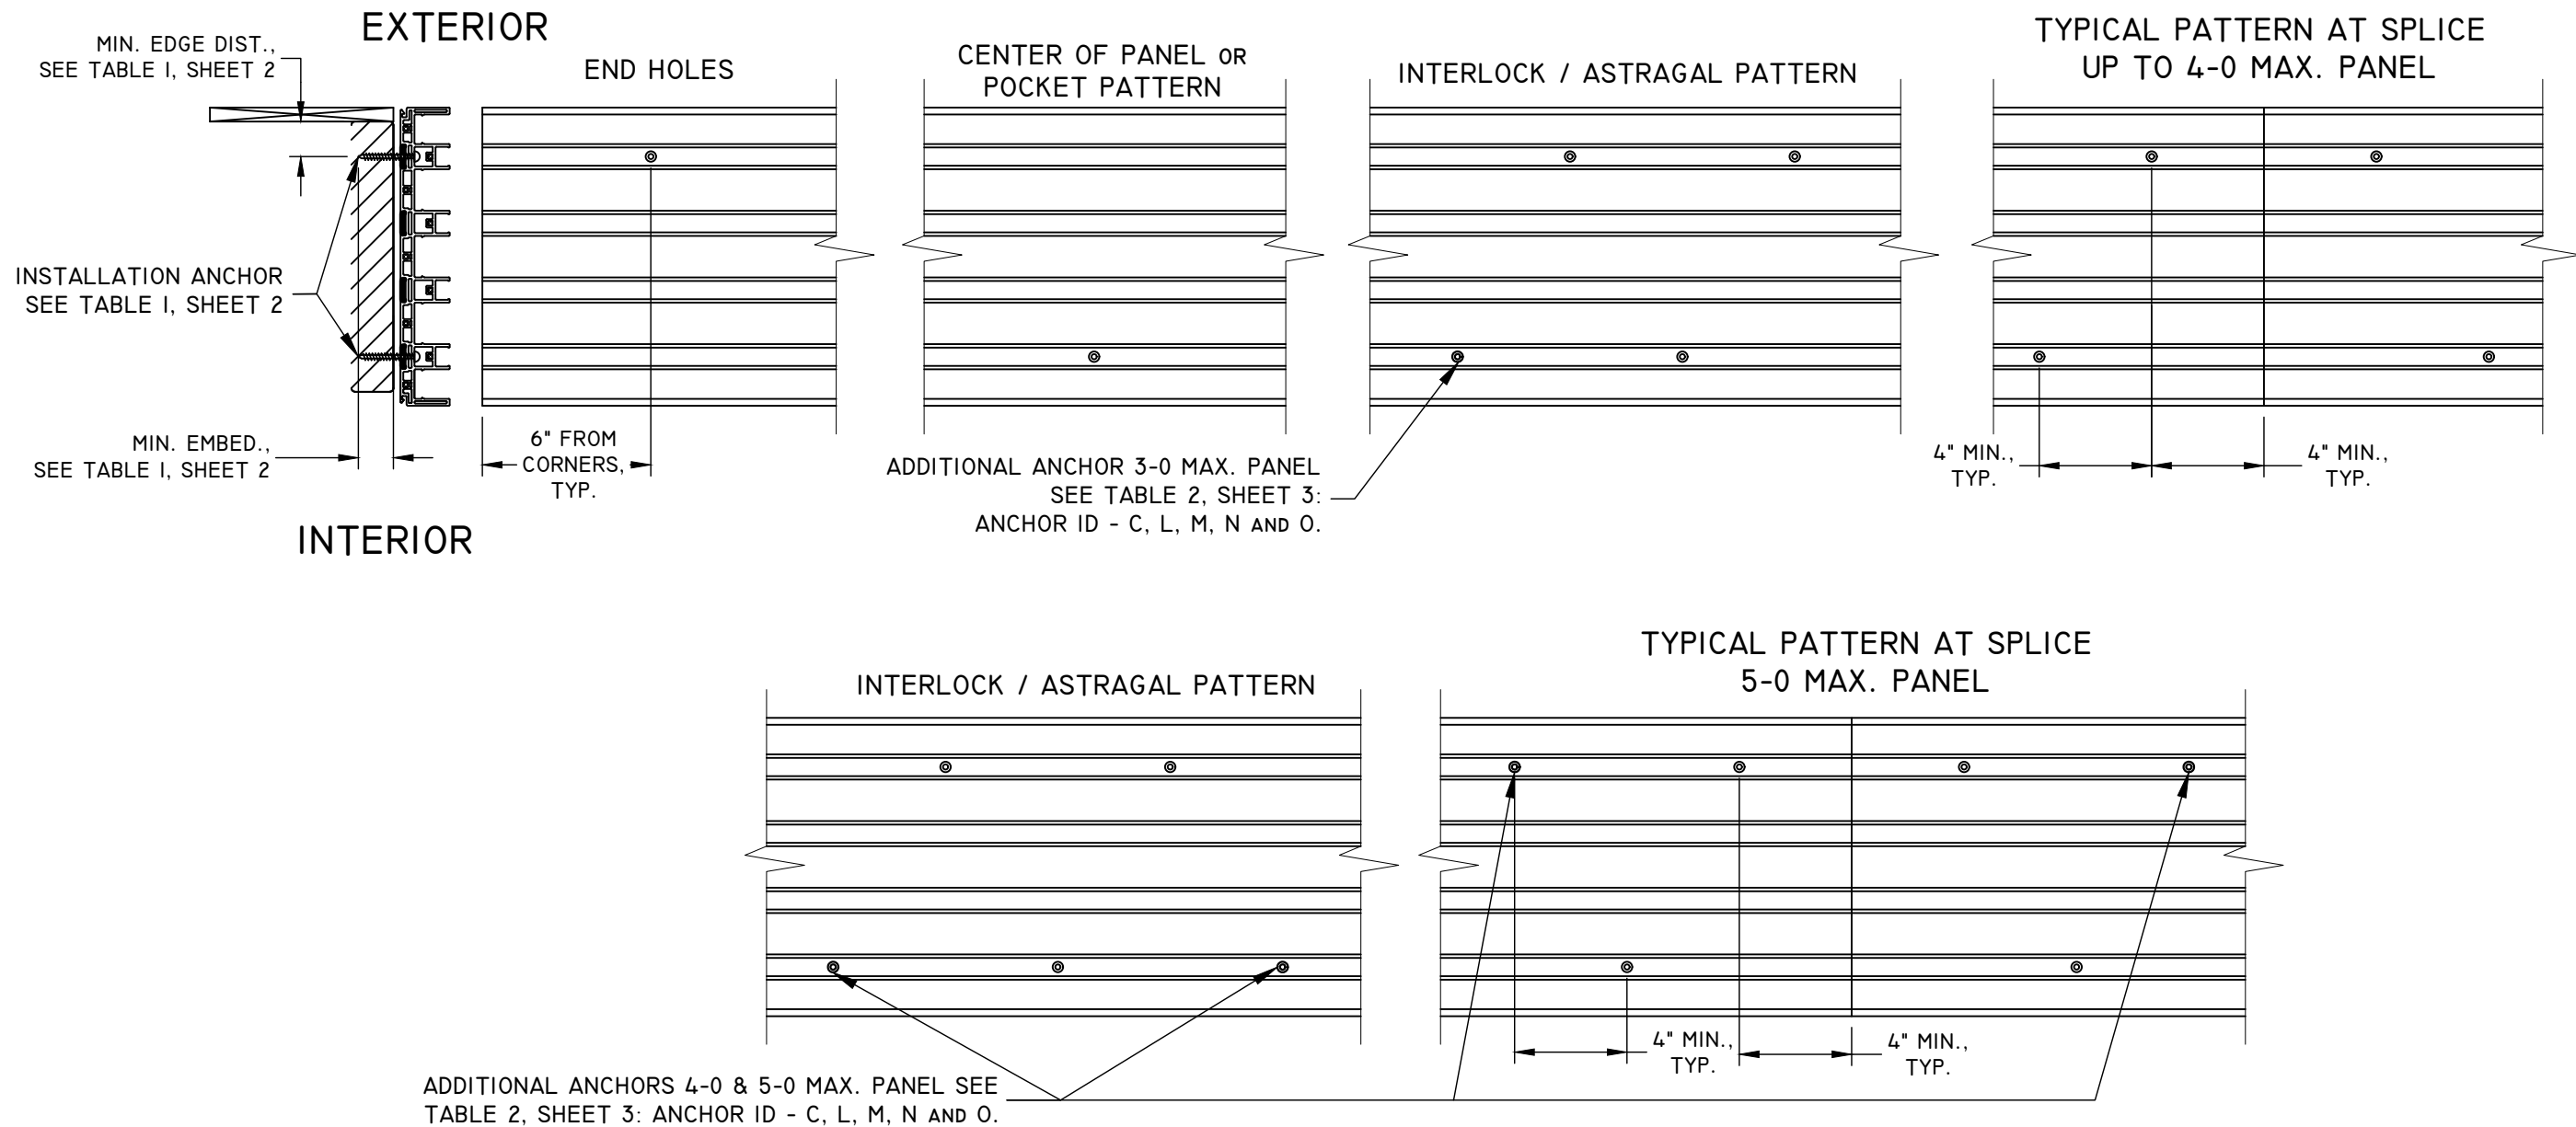 EXTERIOR
MIN. EDGE DIST.,
SEE TABLE 1, SHEET 2
END HOLES
CENTER OF PANEL OR
POCKET PATTERN
INTERLOCK / ASTRAGAL PATTERN
TYPICAL PATTERN AT SPLICE
UP TO 4-0 MAX. PANEL
INSTALLATION ANCHOR
SEE TABLE 1, SHEET 2
MIN. EMBED.,
SEE TABLE 1, SHEET 2
6" FROM
CORNERS,
TYP.
ADDITIONAL ANCHOR 3-0 MAX. PANEL
SEE TABLE 2, SHEET 3:
ANCHOR ID - C, L, M, N AND O.
4" MIN.,
TYP.
4" MIN.,
TYP.
INTERIOR
INTERLOCK / ASTRAGAL PATTERN
TYPICAL PATTERN AT SPLICE
5-0 MAX. PANEL
4" MIN.,
TYP.
4" MIN.,
TYP.
ADDITIONAL ANCHORS 4-0 & 5-0 MAX. PANEL SEE
TABLE 2, SHEET 3: ANCHOR ID - C, L, M, N AND O.